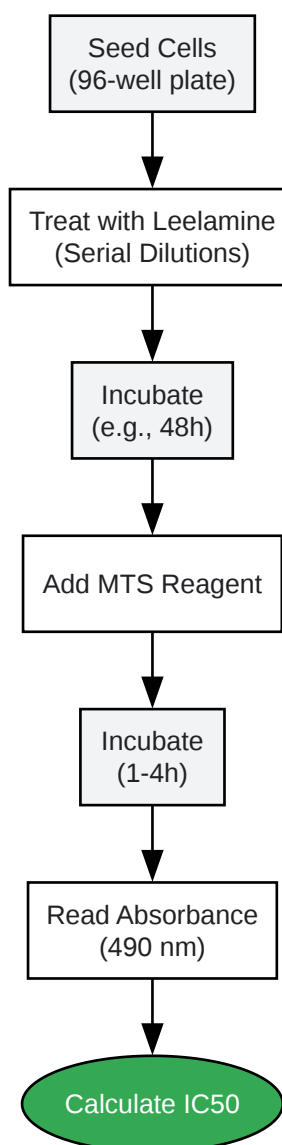 Seed Cells
(96-well plate)
Treat with Leelamine
(Serial Dilutions)
Incubate
(e.g., 48h)
Add MTS Reagent
Incubate
(1-4h)
Read Absorbance
(490 nm)
Calculate IC50